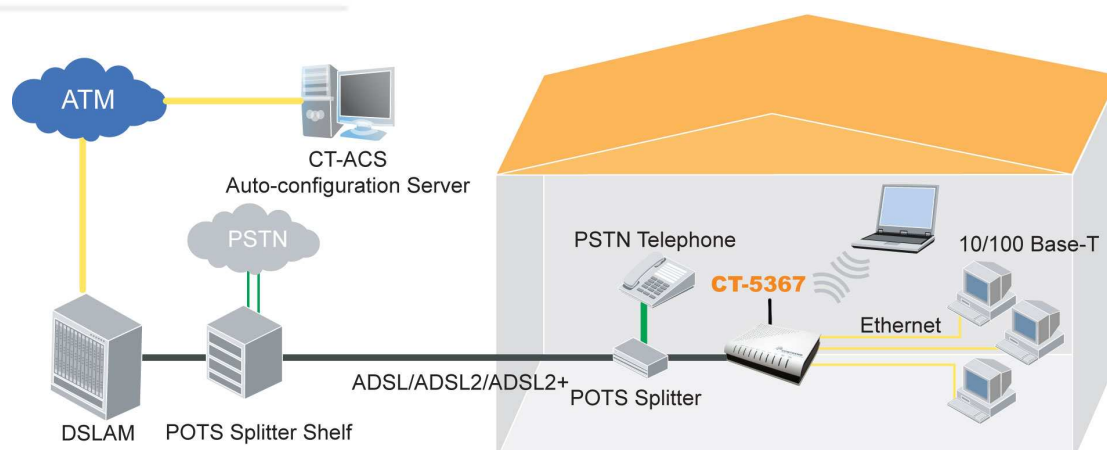 ATM
CT-ACS
Auto-configuration Server
PSTN
PSTN Telephone
10/100 Base-T
CT-5367
Ethernet
ADSL/ADSL2/ADSL2+
POTS Splitter
DSLAM
POTS Splitter Shelf